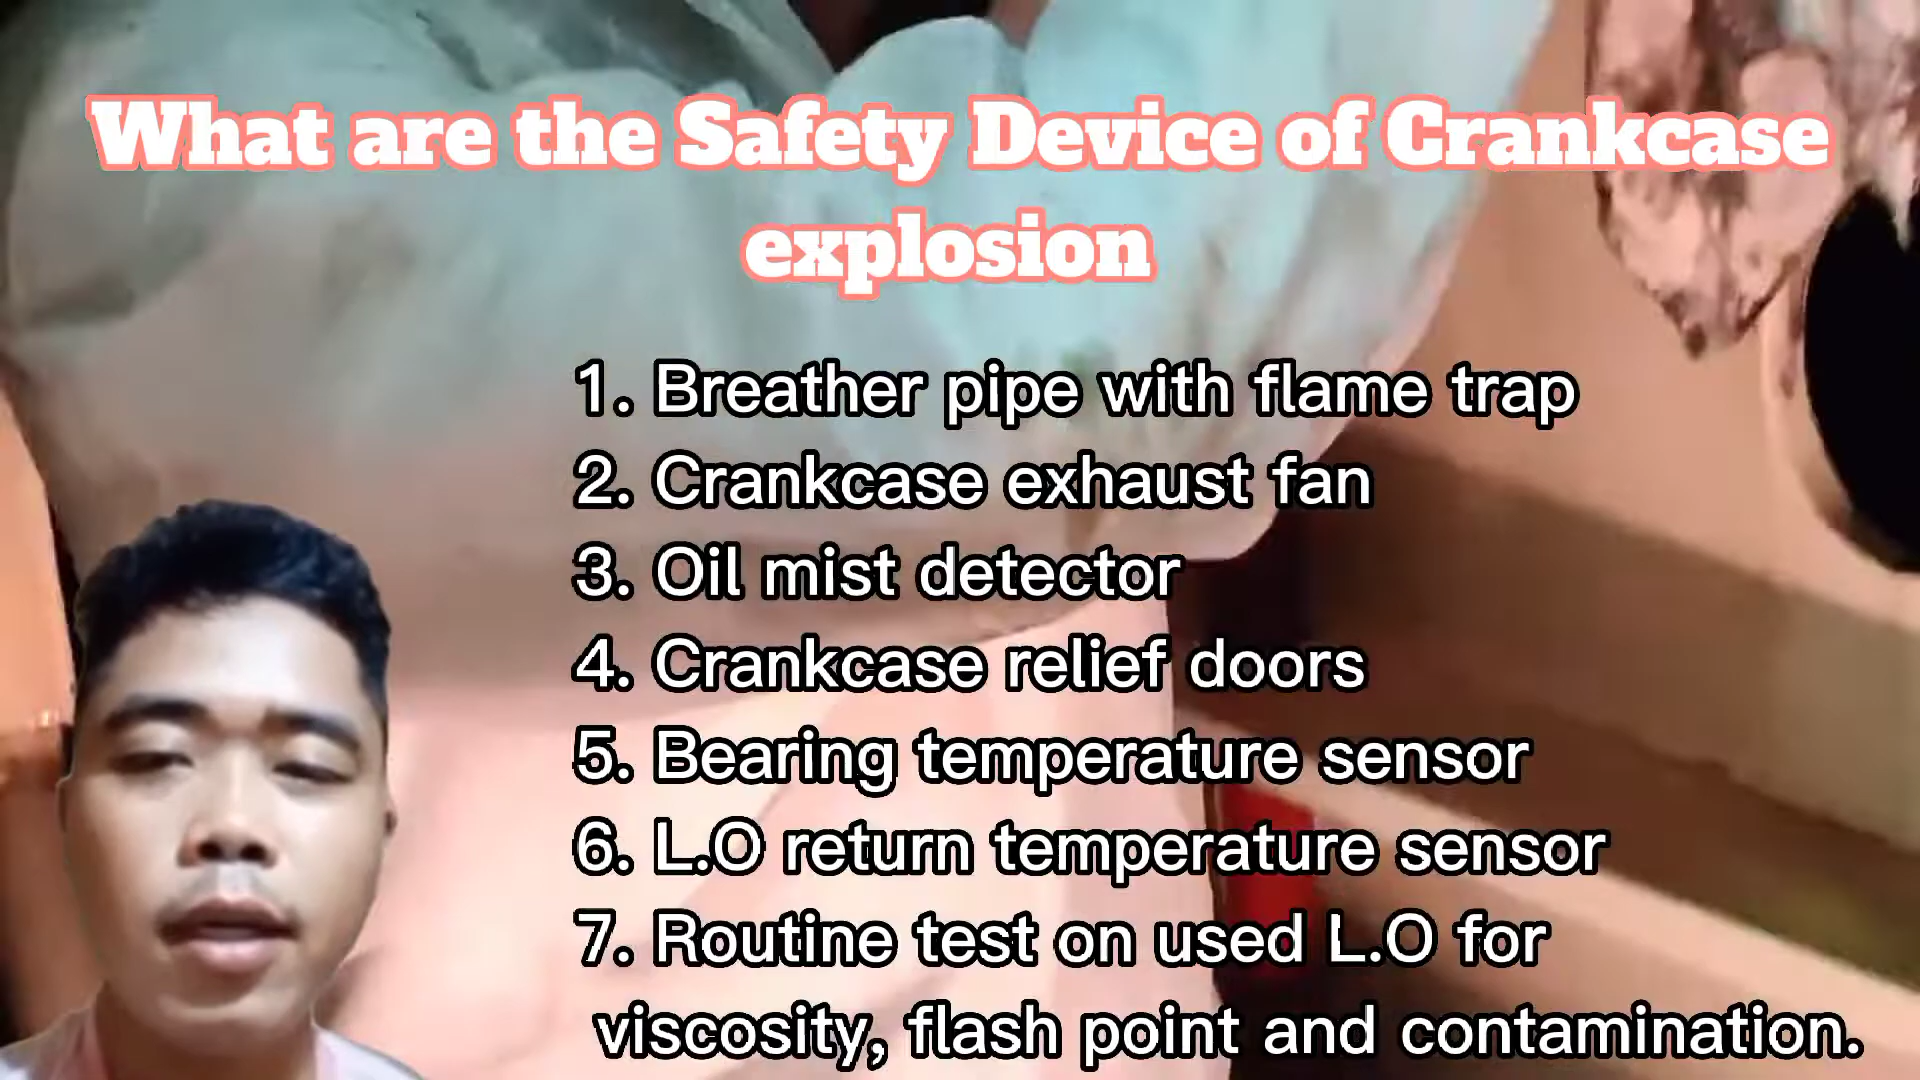 What are the Safety Device of Crankcase
explosion
1. Breather pipe with flame trap
2. Crankcase exhaust fan
3. Oil mist detector
4. Crankcase relief doors
5. Bearing temperature sensor
6. L.O return temperature sensor
7. Routine test on used L.O for
viscosity, flash point and contamination.